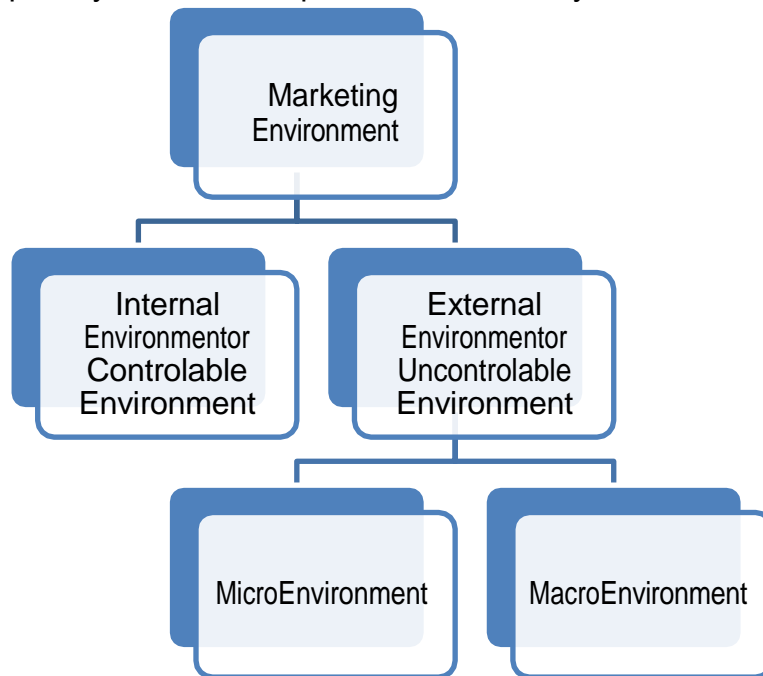 Marketing
Environment
Internal
Environmentor
Controlable
Environment
External
Environmentor
Uncontrolable
Environment
MicroEnvironment
MacroEnvironment